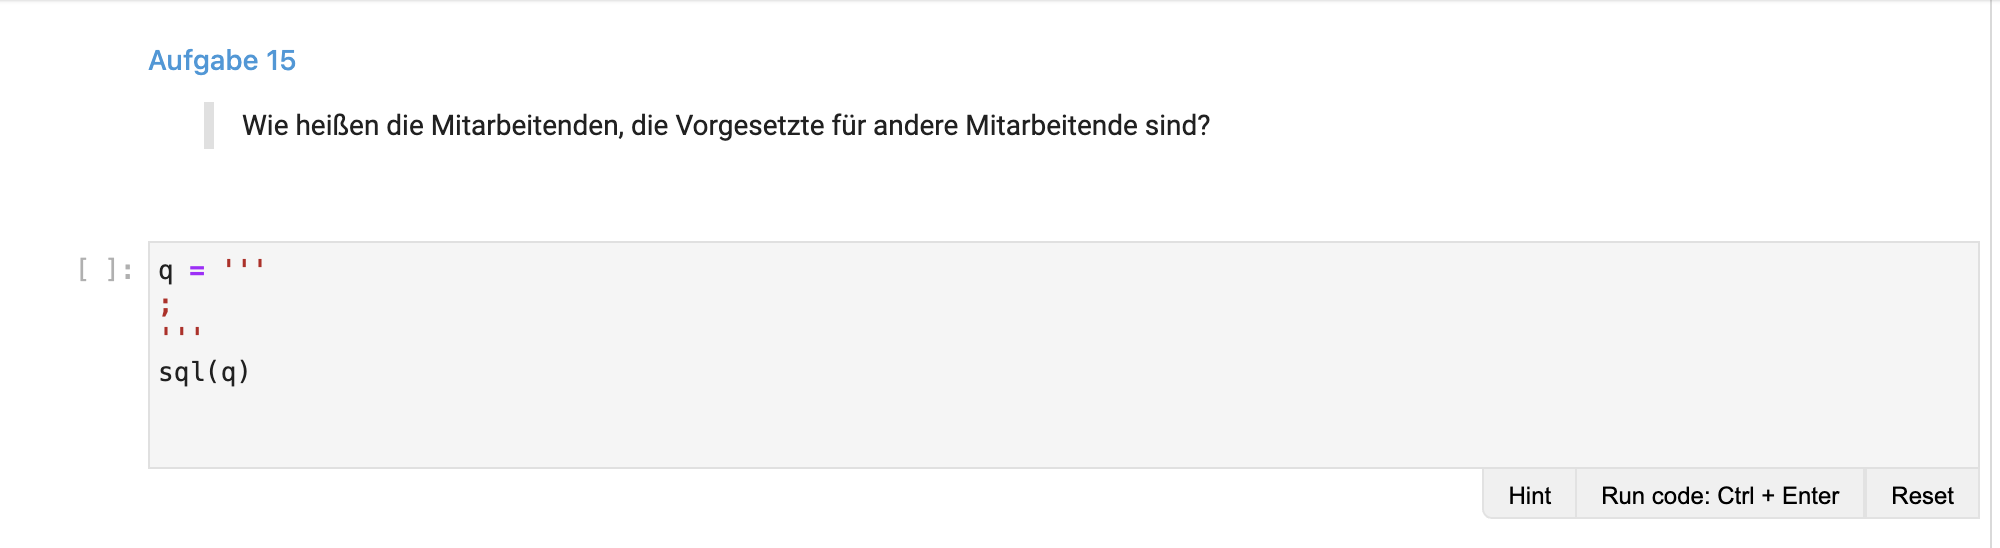 Aufgabe 15
Wie heißen die Mitarbeitenden, die Vorgesetzte für andere Mitarbeitende sind?
[ ]: q = '''
;
'''
sql(q)
Hint Run code: Ctrl + Enter Reset